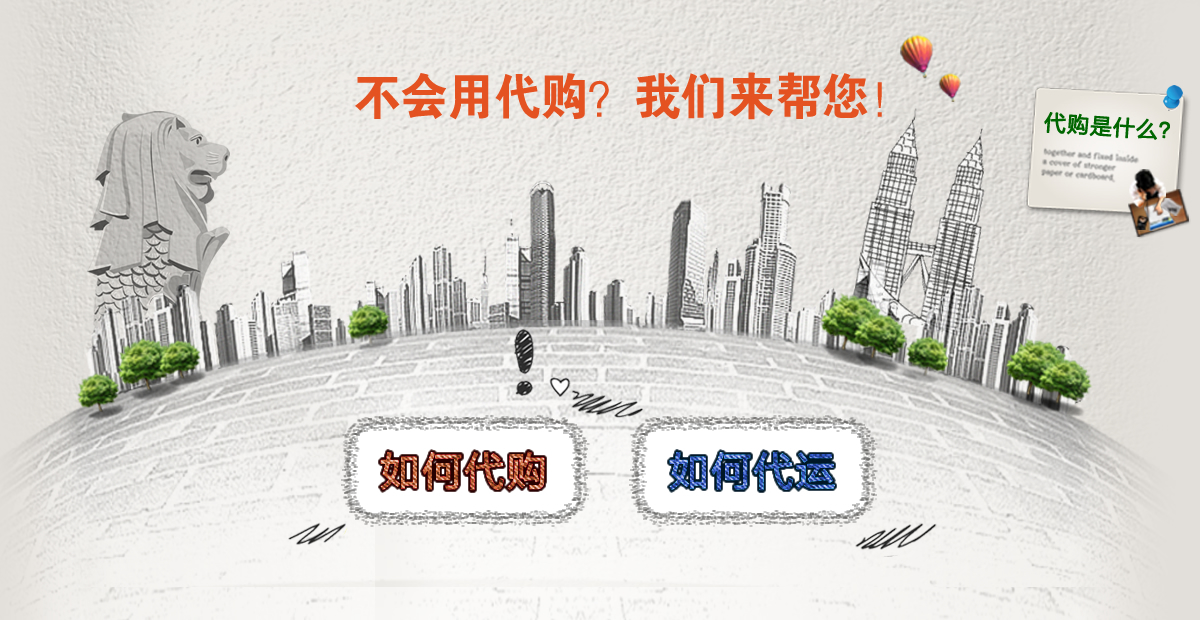 不会用代购? 我们来帮您!
代购是什么?
together and fixed inside
a cover of stronger
paper or cardboard,
如何代购
如何代运